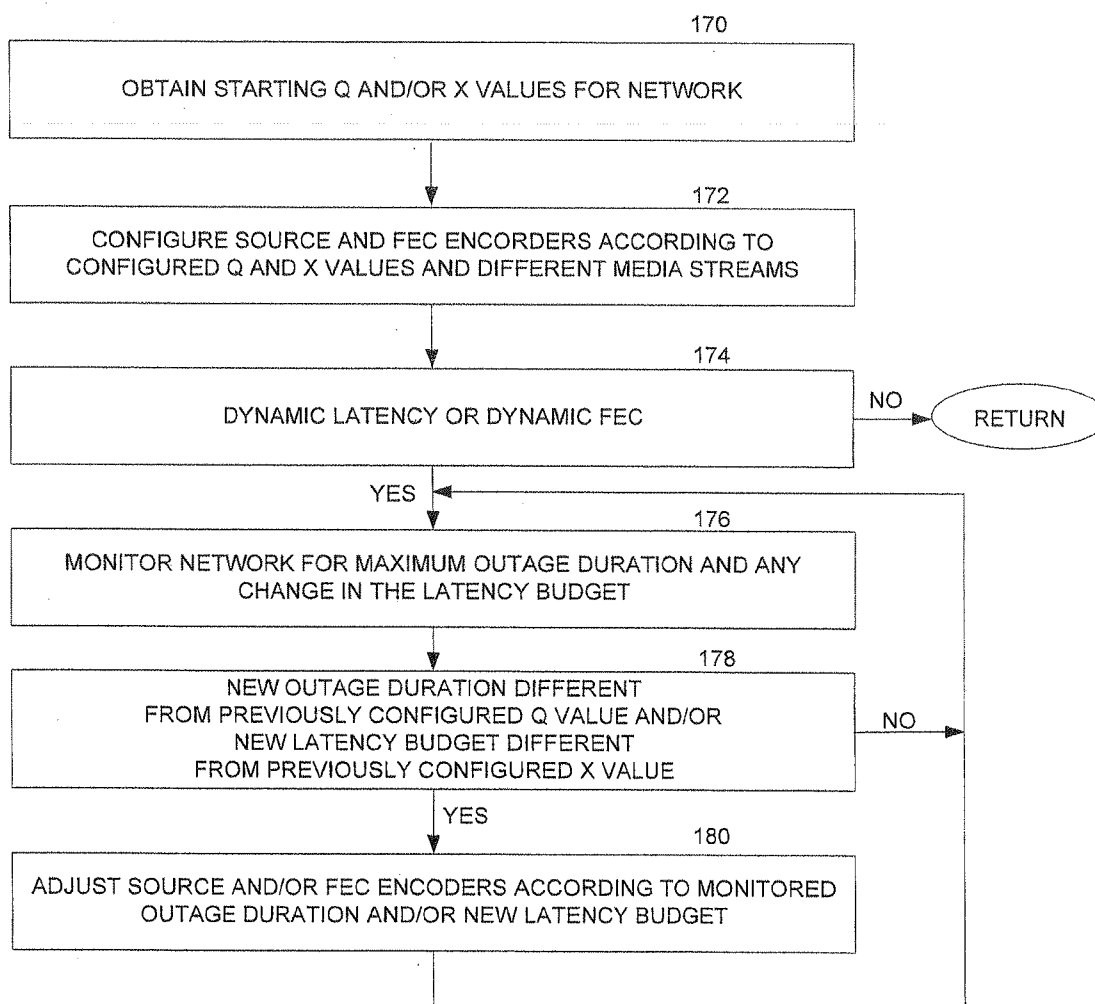 170
OBTAIN STARTING Q AND/OR X VALUES FOR NETWORK
172
CONFIGURE SOURCE AND FEC ENCORDERS ACCORDING TO
CONFIGURED Q AND X VALUES AND DIFFERENT MEDIA STREAMS
174
DYNAMIC LATENCY OR DYNAMIC FEC
NO
RETURN
YES
176
MONITOR NETWORK FOR MAXIMUM OUTAGE DURATION AND ANY
CHANGE IN THE LATENCY BUDGET
178
NEW OUTAGE DURATION DIFFERENT
FROM PREVIOUSLY CONFIGURED Q VALUE AND/OR
NEW LATENCY BUDGET DIFFERENT
FROM PREVIOUSLY CONFIGURED X VALUE
NO
YES
180
ADJUST SOURCE AND/OR FEC ENCODERS ACCORDING TO MONITORED
OUTAGE DURATION AND/OR NEW LATENCY BUDGET